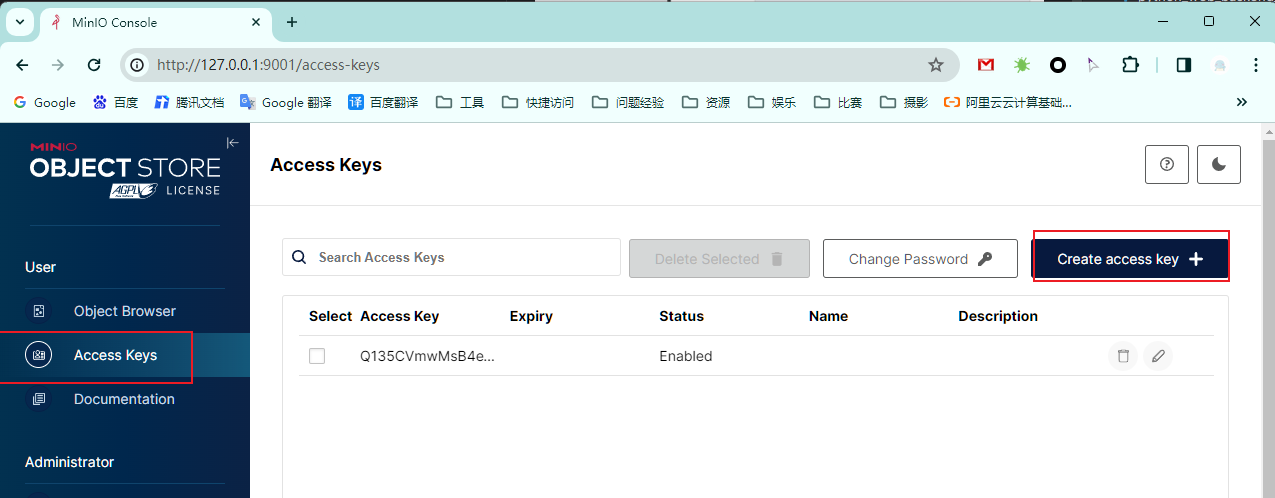 MinIO Console
http://127.0.0.1:9001/access-keys
Google 百度 腾讯文档 Google 翻译 百度翻译 工具 快捷访问 问题经验 资源 娱乐 比赛 摄影 阿里云云计算基础...
MINIO
OBJECT STORE
AGPL LICENSE
Access Keys
User
Search Access Keys
Delete Selected
Change Password
Create access key
Object Browser
Select Access Key Expiry Status Name Description
Access Keys
Q135CVmwMsB4e... Enabled
Documentation
Administrator